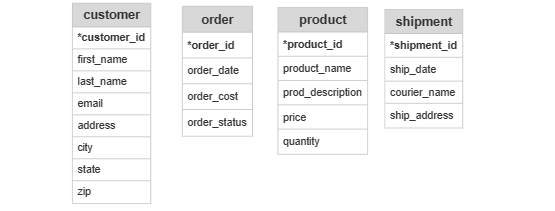 customer
*customer_id
first_name
last_name
email
address
city
state
zip
order
*order_id
order_date
order_cost
order_status
product
*product_id
product_name
prod_description
price
quantity
shipment
*shipment_id
ship_date
courier_name
ship_address